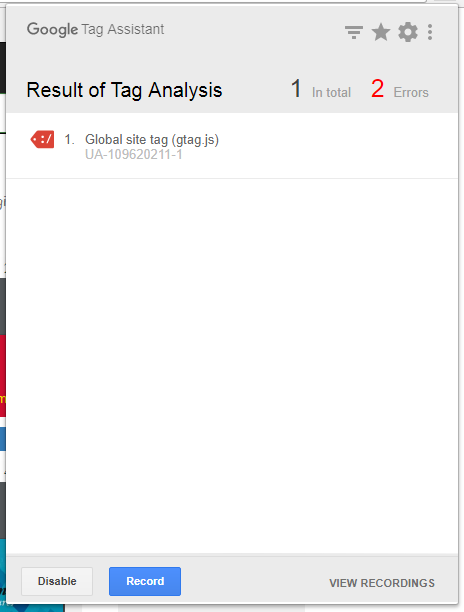 Google Tag Assistant
Result of Tag Analysis 1 In total 2 Errors
:/ 1. Global site tag (gtag.js)
UA-109620211-1
Disable Record VIEW RECORDINGS